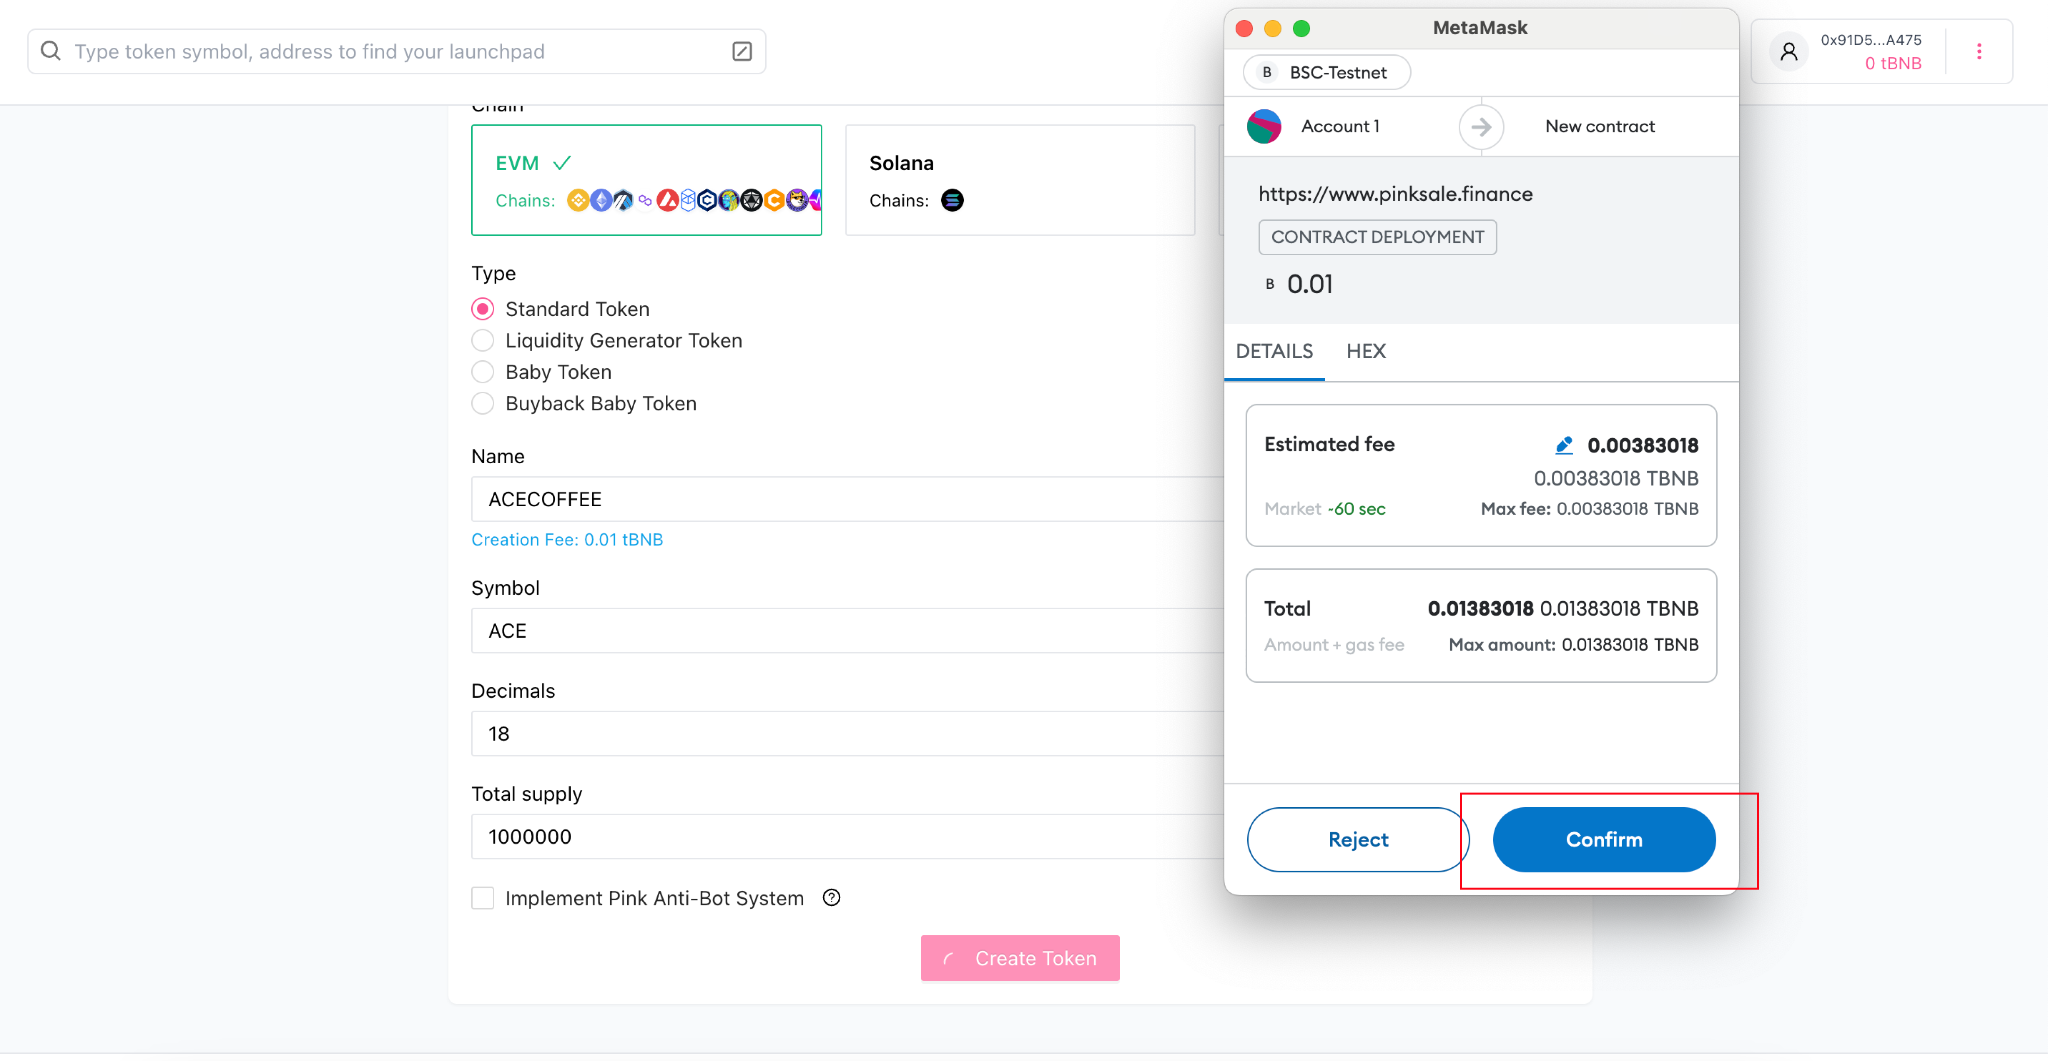 Type token symbol, address to find your launchpad
0x91D5...A475
0 tBNB
Chain
EVM
Chains:
Solana
Chains:
Type
Standard Token
Liquidity Generator Token
Baby Token
Buyback Baby Token
Name
ACECOFFEE
Creation Fee: 0.01 tBNB
Symbol
ACE
Decimals
18
Total supply
1000000
Implement Pink Anti-Bot System
Create Token
MetaMask
B BSC-Testnet
Account 1
New contract
https://www.pinksale.finance
CONTRACT DEPLOYMENT
B 0.01
DETAILS HEX
Estimated fee 0.00383018
0.00383018 TBNB
Market ~60 sec Max fee: 0.00383018 TBNB
Total 0.01383018 0.01383018 TBNB
Amount + gas fee Max amount: 0.01383018 TBNB
Reject Confirm